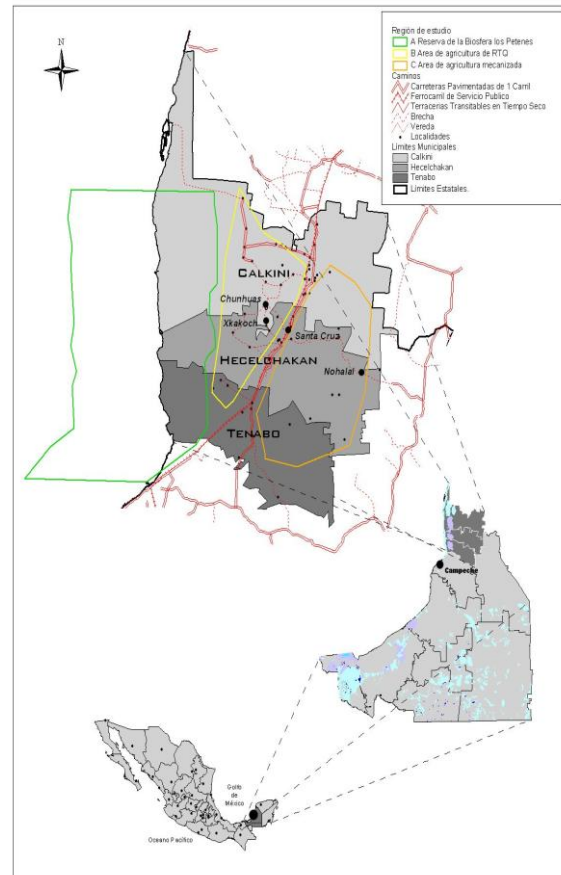 N
Región de estudio
A Reserva de la Biosfera los Petenes
B Area de agricultura de RTQ
C Area de agricultura mecanizada
Caminos
Carreteras Pavimentadas de 1 Carril
Ferrocarril de Servicio Publico
Terracerias Transitables en Tiempo Seco
Brecha
Vereda
Localidades
Limites Municipales
Calkini
Hecelchakan
Tenabo
Límites Estatales.
CALKINI
Chunhuas
Xkakoch
Santa Cruz
HECELCHAKAN
Nohalal
TENABO
Campeche
Golfo
de
México
Oceano Pacífico